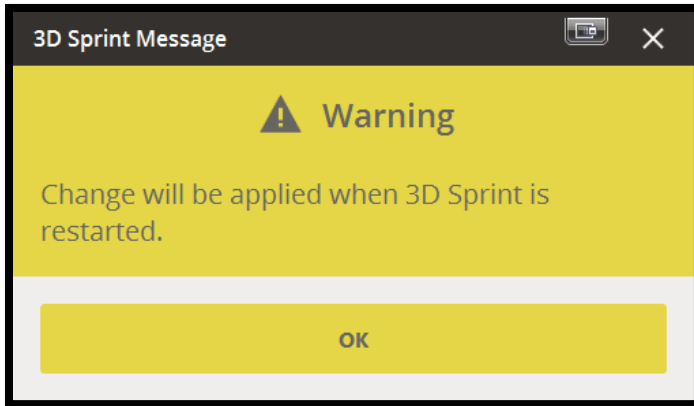 3D Sprint Message
Warning
Change will be applied when 3D Sprint is
restarted.
OK